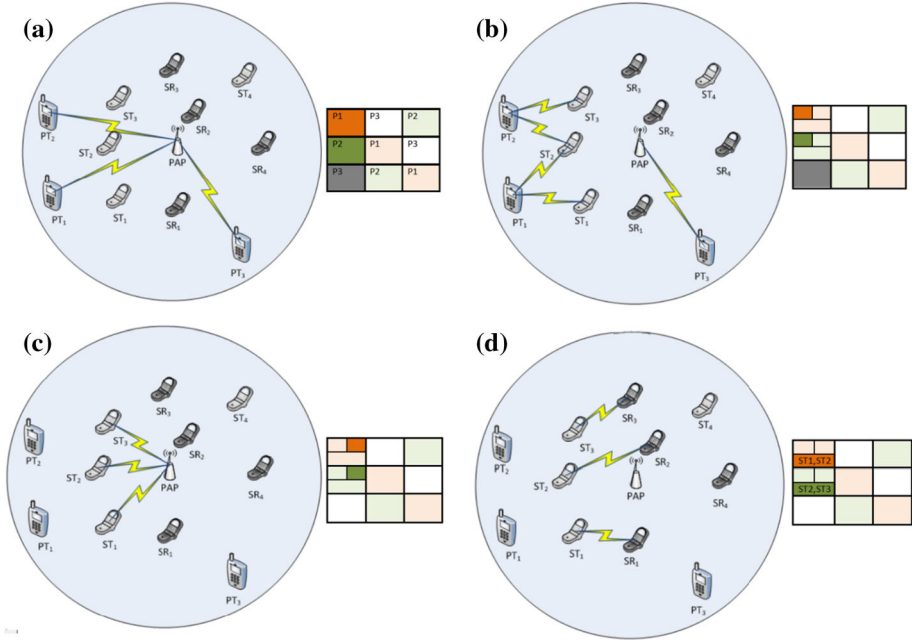 (a)
SR3
ST4
ST3
PT2
SR2
ST2
PAP
SR4
PT1
ST1
SR1
PT3
P1 P3 P2
P2 P1 P3
P3 P2 P1
(b)
SR3
ST4
ST3
PT2
SR2
ST2
PAP
SR4
PT1
ST1
SR1
PT3
(c)
SR3
ST4
ST3
SR2
PT2
ST2
PAP
SR4
PT1
ST1
SR1
PT3
(d)
SR3
ST4
ST3
SR2
PT2
ST2
PAP
SR4
PT1
ST1
SR1
PT3
ST1,ST2
ST2,ST3